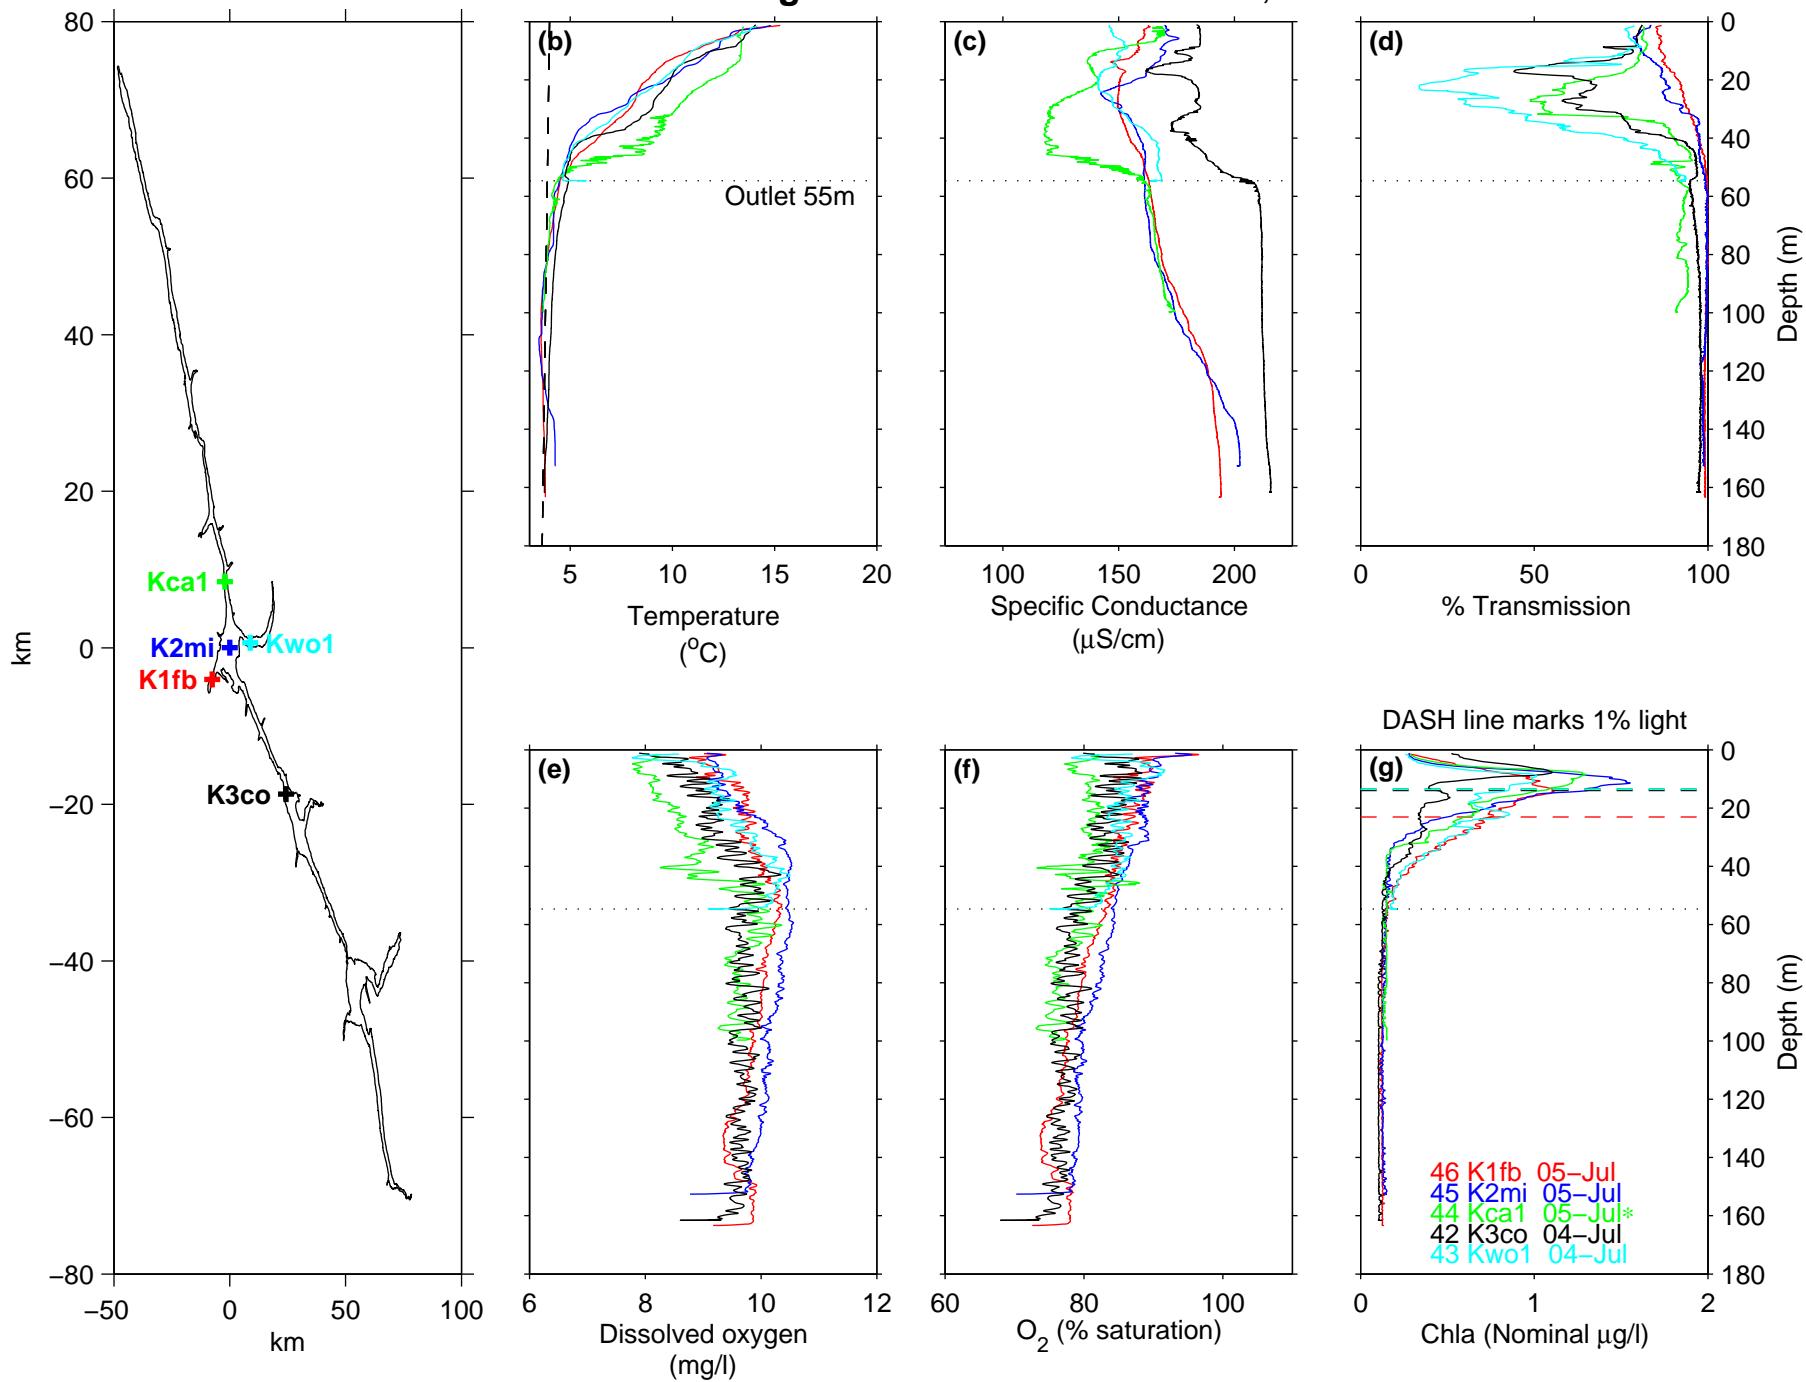 80
60
40
20
0
−20
−40
−60
−80
km
−50 0 50 100
km
Kca1
K2mi
Kwo1
K1fb
K3co
(b)
Outlet 55m
5 10 15 20
Temperature
(oC)
(c)
100 150 200
Specific Conductance
(μS/cm)
(d)
0 50 100
% Transmission
0
20
40
60
80
100
120
140
160
180
Depth (m)
(e)
6 8 10 12
Dissolved oxygen
(mg/l)
(f)
60 80 100
O2 (% saturation)
DASH line marks 1% light
(g)
46 K1fb 05−Jul
45 K2mi 05−Jul
44 Kca1 05−Jul*
42 K3co 04−Jul
43 Kwo1 04−Jul
0 1 2
Chla (Nominal μg/l)
0
20
40
60
80
100
120
140
160
180
Depth (m)